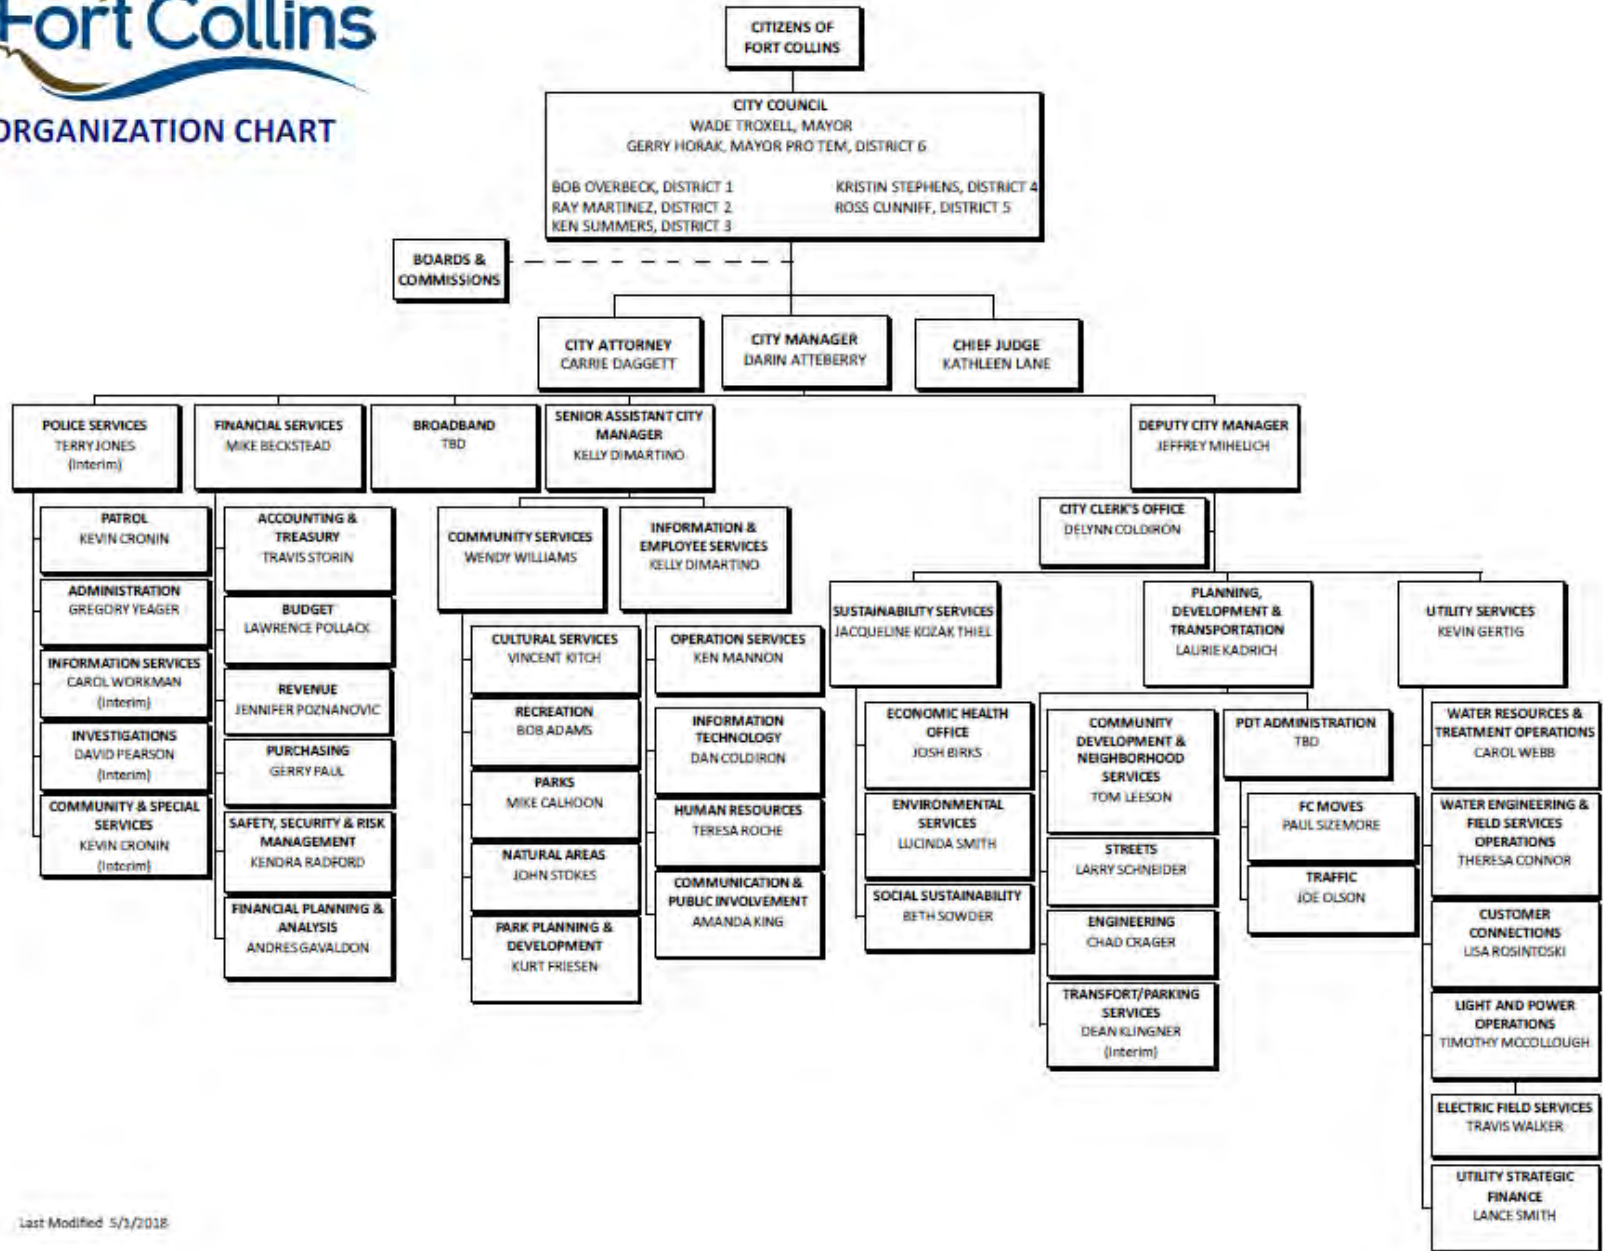 Fort Collins
ORGANIZATION CHART
CITIZENS OF
FORT COLLINS
CITY COUNCIL
WADE TROXELL, MAYOR
GERRY HORAK, MAYOR PRO TEM, DISTRICT 6
BOB OVERBECK, DISTRICT 1
RAY MARTINEZ, DISTRICT 2
KEN SUMMERS, DISTRICT 3
KRISTIN STEPHENS, DISTRICT 4
ROSS CUNNIFF, DISTRICT 5
BOARDS &
COMMISSIONS
CITY ATTORNEY
CARRIE DAGGETT
CITY MANAGER
DARIN ATTEBERRY
CHIEF JUDGE
KATHLEEN LANE
POLICE SERVICES
TERRY JONES
(Interim)
FINANCIAL SERVICES
MIKE BECKSTEAD
BROADBAND
TBD
SENIOR ASSISTANT CITY
MANAGER
KELLY DIMARTINO
DEPUTY CITY MANAGER
JEFFREY MIHELICH
PATROL
KEVIN CRONIN
ADMINISTRATION
GREGORY YEAGER
INFORMATION SERVICES
CAROL WORKMAN
(Interim)
INVESTIGATIONS
DAVID PEARSON
(Interim)
COMMUNITY & SPECIAL
SERVICES
KEVIN CRONIN
(Interim)
ACCOUNTING &
TREASURY
TRAVIS STORIN
BUDGET
LAWRENCE POLLACK
REVENUE
JENNIFER POZNANOVIC
PURCHASING
GERRY PAUL
SAFETY, SECURITY & RISK
MANAGEMENT
KENDRA RADFORD
FINANCIAL PLANNING &
ANALYSIS
ANDRES GAVALDON
COMMUNITY SERVICES
WENDY WILLIAMS
CULTURAL SERVICES
VINCENT KITCH
RECREATION
BOB ADAMS
PARKS
MIKE CALHOON
NATURAL AREAS
JOHN STOKES
PARK PLANNING &
DEVELOPMENT
KURT FRIESEN
INFORMATION &
EMPLOYEE SERVICES
KELLY DIMARTINO
OPERATION SERVICES
KEN MANNON
INFORMATION
TECHNOLOGY
DAN COLDIRON
HUMAN RESOURCES
TERESA ROCHE
COMMUNICATION &
PUBLIC INVOLVEMENT
AMANDA KING
CITY CLERK'S OFFICE
DELYNN COLDIRON
SUSTAINABILITY SERVICES
JACQUELINE KOZAK THIEL
ECONOMIC HEALTH
OFFICE
JOSH BIRKS
ENVIRONMENTAL
SERVICES
LUCINDA SMITH
SOCIAL SUSTAINABILITY
BETH SOWDER
PLANNING,
DEVELOPMENT &
TRANSPORTATION
LAURIE KADRICH
COMMUNITY
DEVELOPMENT &
NEIGHBORHOOD
SERVICES
TOM LEESON
STREETS
LARRY SCHNEIDER
ENGINEERING
CHAD CRAGER
TRANSFORT/PARKING
SERVICES
DEAN KLINGNER
(Interim)
PDT ADMINISTRATION
TBD
FC MOVES
PAUL SIZEMORE
TRAFFIC
JOE OLSON
UTILITY SERVICES
KEVIN GERTIG
WATER RESOURCES &
TREATMENT OPERATIONS
CAROL WEBB
WATER ENGINEERING &
FIELD SERVICES
OPERATIONS
THERESA CONNOR
CUSTOMER
CONNECTIONS
LISA ROSINTOSKI
LIGHT AND POWER
OPERATIONS
TIMOTHY MCCOLLOUGH
ELECTRIC FIELD SERVICES
TRAVIS WALKER
UTILITY STRATEGIC
FINANCE
LANCE SMITH
Last Modified 5/1/2018